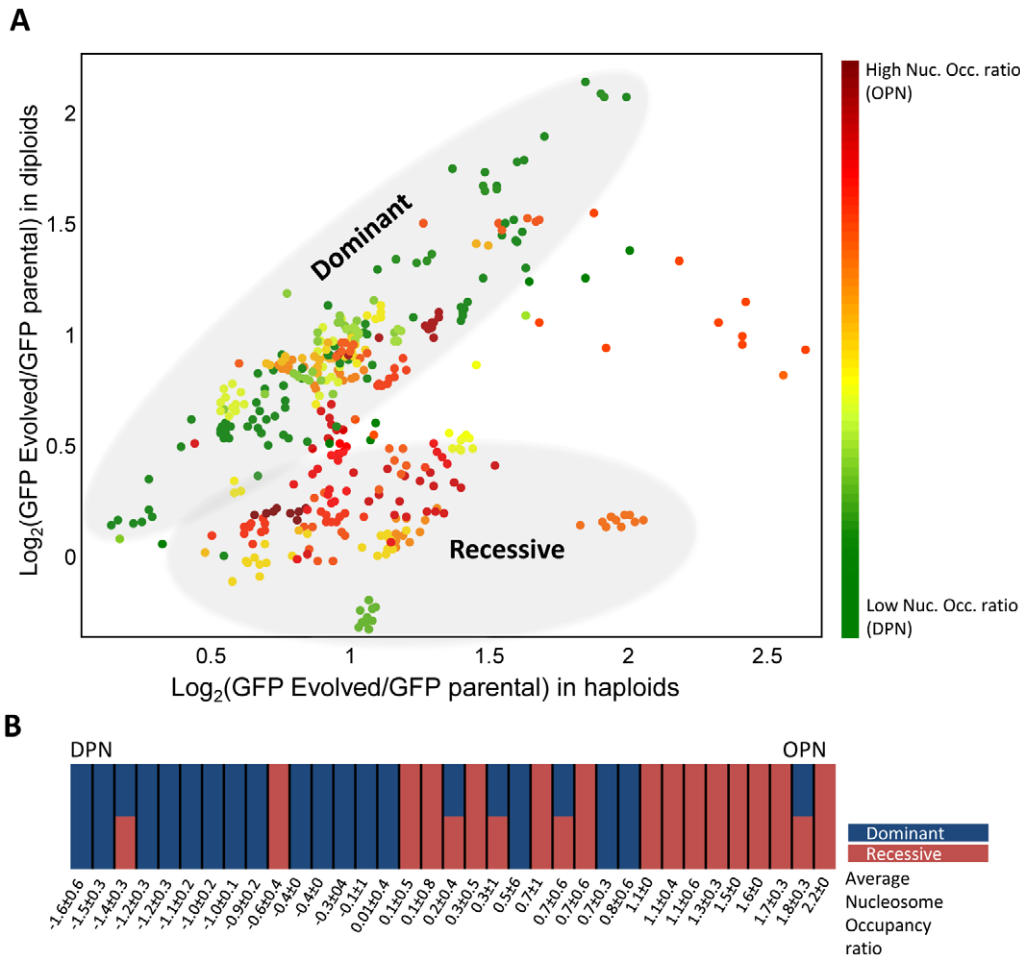 A
Log2(GFP Evolved/GFP parental) in diploids
2
1.5
1
0.5
0
Dominant
Recessive
0.5
1
1.5
2
2.5
Log2(GFP Evolved/GFP parental) in haploids
High Nuc. Occ. ratio
(OPN)
Low Nuc. Occ. ratio
(DPN)
B
DPN
OPN
-1.6±0.6
-1.5±0.3
-1.4±0.3
-1.2±0.3
-1.2±0.3
-1.1±0.2
-1.0±0.2
-1.0±0.1
-0.9±0.2
-0.6±0.4
-0.4±0
-0.4±0
-0.3±04
-0.1±1
0.01±0.4
0.1±0.5
0.1±0.8
0.2±0.4
0.3±0.5
0.3±1
0.5±6
0.7±1
0.7±0.6
0.7±0.6
0.7±0.3
0.8±0.6
1.1±0
1.1±0.4
1.1±0.6
1.3±0.3
1.5±0
1.6±0
1.7±0.3
1.8±0.3
2.2±0
Dominant
Recessive
Average
Nucleosome
Occupancy
ratio